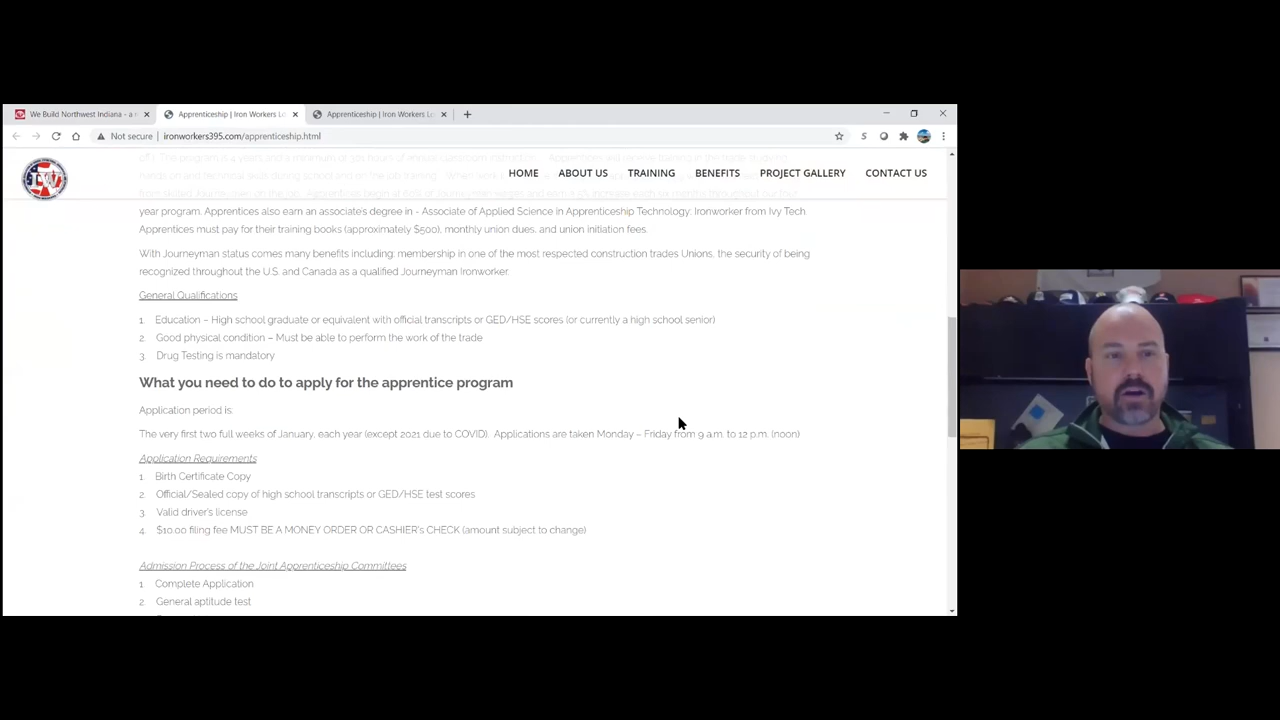 We Build Northwest Indiana - a
Apprenticeship | Iron Workers Lo
Apprenticeship | Iron Workers Lo
Not secure | ironworkers395.com/apprenticeship.html
HOME ABOUT US TRAINING BENEFITS PROJECT GALLERY CONTACT US
year program. Apprentices also earn an associate's degree in - Associate of Applied Science in Apprenticeship Technology: Ironworker from Ivy Tech.
Apprentices must pay for their training books (approximately $500), monthly union dues, and union initiation fees.
With Journeyman status comes many benefits including: membership in one of the most respected construction trades Unions, the security of being
recognized throughout the U.S. and Canada as a qualified Journeyman Ironworker.
General Qualifications
1. Education – High school graduate or equivalent with official transcripts or GED/HSE scores (or currently a high school senior)
2. Good physical condition – Must be able to perform the work of the trade
3. Drug Testing is mandatory
What you need to do to apply for the apprentice program
Application period is:
The very first two full weeks of January, each year (except 2021 due to COVID). Applications are taken Monday – Friday from 9 a.m. to 12 p.m. (noon)
Application Requirements
1. Birth Certificate Copy
2. Official/Sealed copy of high school transcripts or GED/HSE test scores
3. Valid driver's license
4. $10.00 filing fee MUST BE A MONEY ORDER OR CASHIER's CHECK (amount subject to change)
Admission Process of the Joint Apprenticeship Committees
1. Complete Application
2. General aptitude test